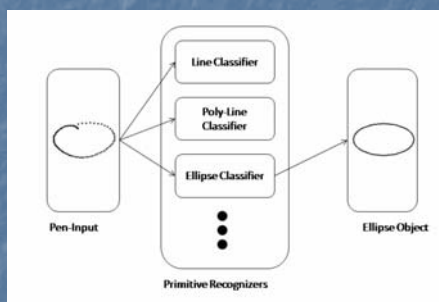 Line Classifier
Poly-Line
Classifier
Ellipse Classifier
Pen-Input
Ellipse Object
Primitive Recognizers